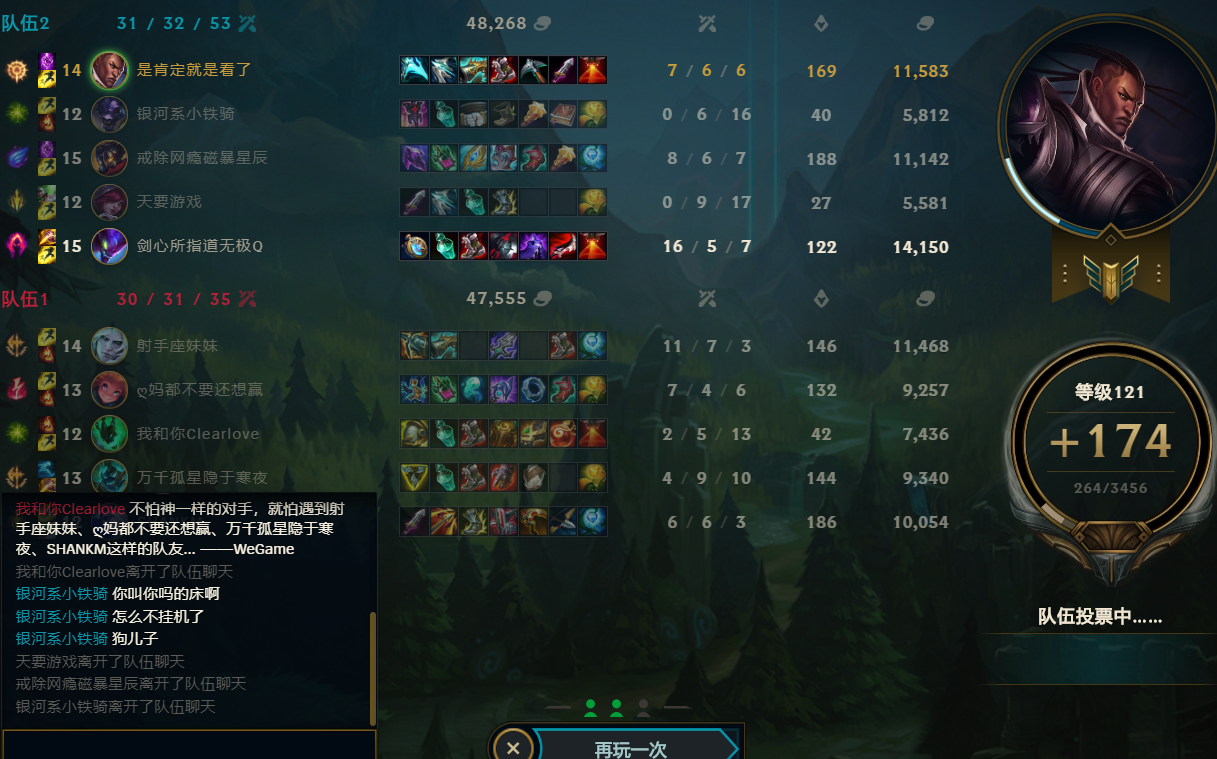 队伍2 31 / 32 / 53 48,268
14 是肯定就是看了 7 / 6 / 6 169 11,583
12 银河系小铁骑 0 / 6 / 16 40 5,812
15 戒除网瘾磁暴星辰 8 / 6 / 7 188 11,142
12 天要游戏 0 / 9 / 17 27 5,581
15 剑心所指道无极Q 16 / 5 / 7 122 14,150
队伍1 30 / 31 / 35 47,555
14 射手座妹妹 11 / 7 / 3 146 11,468
13 ღ妈都不要还想赢 7 / 4 / 6 132 9,257
12 我和你Clearlove 2 / 5 / 13 42 7,436
13 万千孤星隐于寒夜 4 / 9 / 10 144 9,340
6 / 6 / 3 186 10,054
我和你Clearlove 不怕神一样的对手，就怕遇到射
手座妹妹、ღ妈都不要还想赢、万千孤星隐于寒
夜、SHANKM这样的队友... ——WeGame
我和你Clearlove离开了队伍聊天
银河系小铁骑 你叫你吗的床啊
银河系小铁骑 怎么不挂机了
银河系小铁骑 狗儿子
天要游戏离开了队伍聊天
戒除网瘾磁暴星辰离开了队伍聊天
银河系小铁骑离开了队伍聊天
再玩一次
等级121
+174
264/3456
队伍投票中......